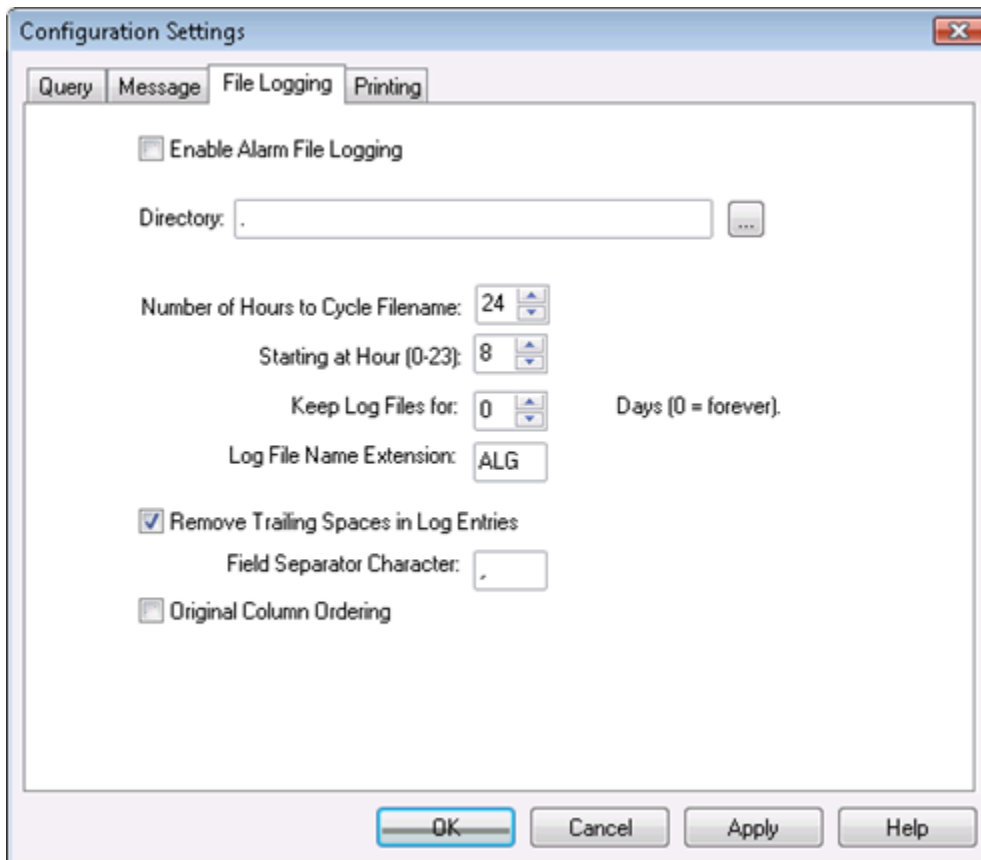 Configuration Settings
Query Message File Logging Printing
Enable Alarm File Logging
Directory: . ...
Number of Hours to Cycle Filename: 24
Starting at Hour (0-23): 8
Keep Log Files for: 0 Days (0 = forever).
Log File Name Extension: ALG
Remove Trailing Spaces in Log Entries
Field Separator Character: ,
Original Column Ordering
OK Cancel Apply Help